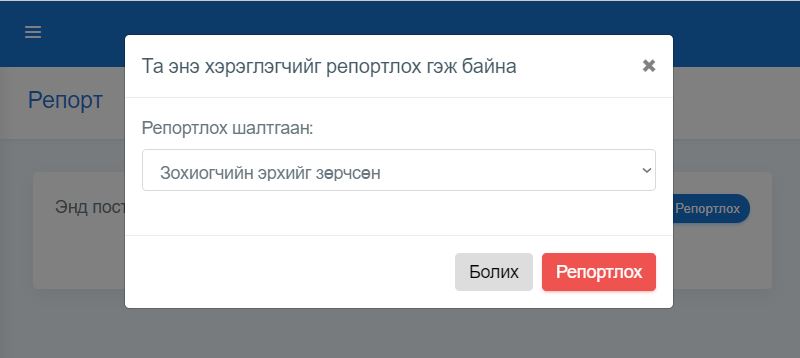 Та энэ хэрэглэгчийг репортлох гэж байна
Репорт
Репортлох шалтгаан:
Зохиогчийн эрхийг зөрчсөн
Энд пост
Репортлох
Болих
Репортлох